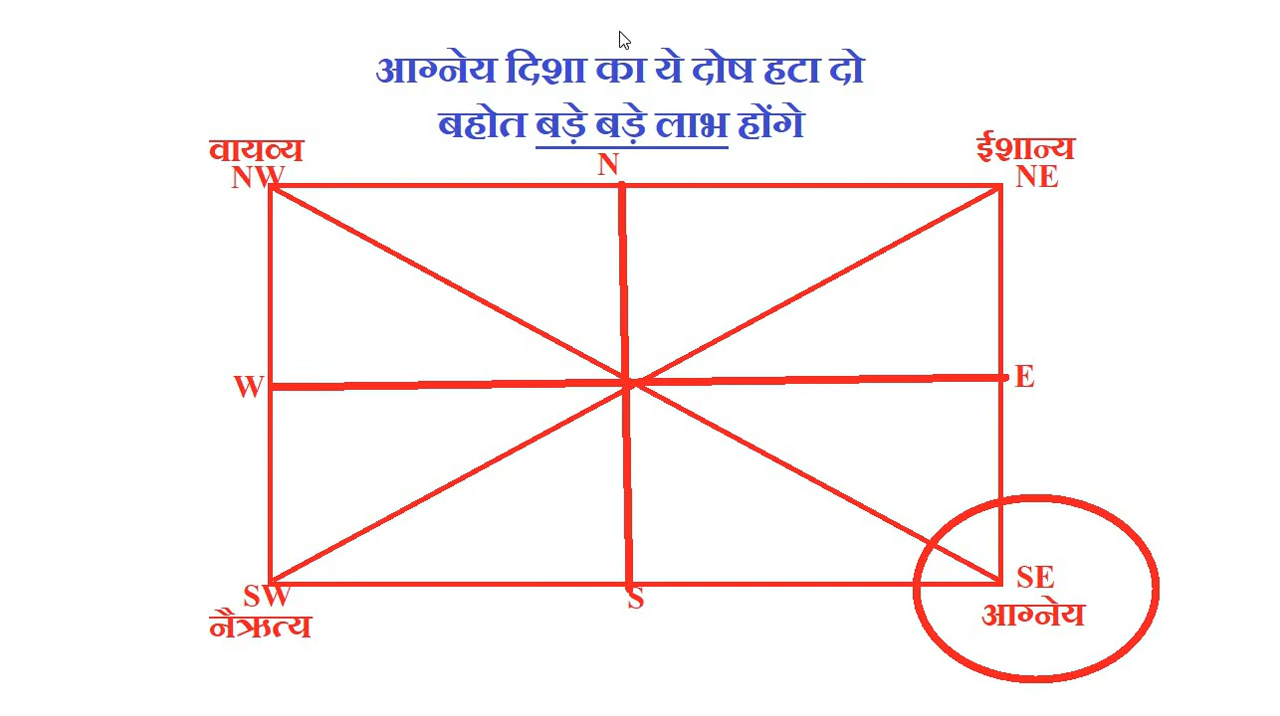 आग्नेय दिशा का ये दोष हटा दो
बहोत बड़े बड़े लाभ होंगे
वायव्य
NW
N
ईशान्य
NE
W
E
SW
नैऋत्य
S
SE
आग्नेय